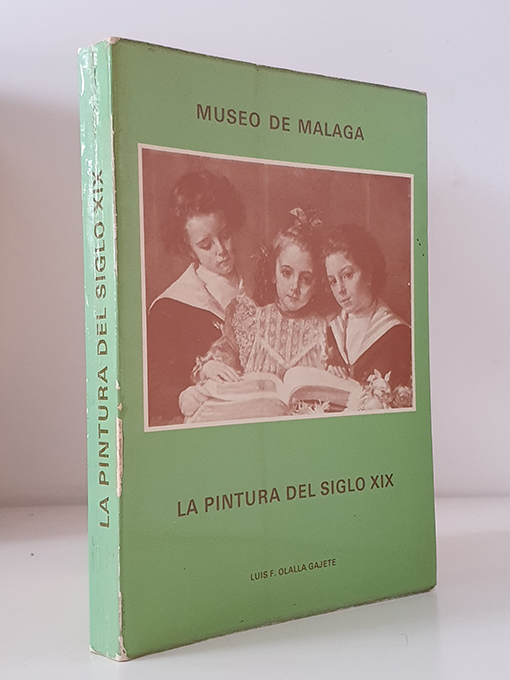 LA PINTURA DEL SIGLO XIX
MUSEO DE MALAGA
LA PINTURA DEL SIGLO XIX
LUIS F. OLALLA GAJETE